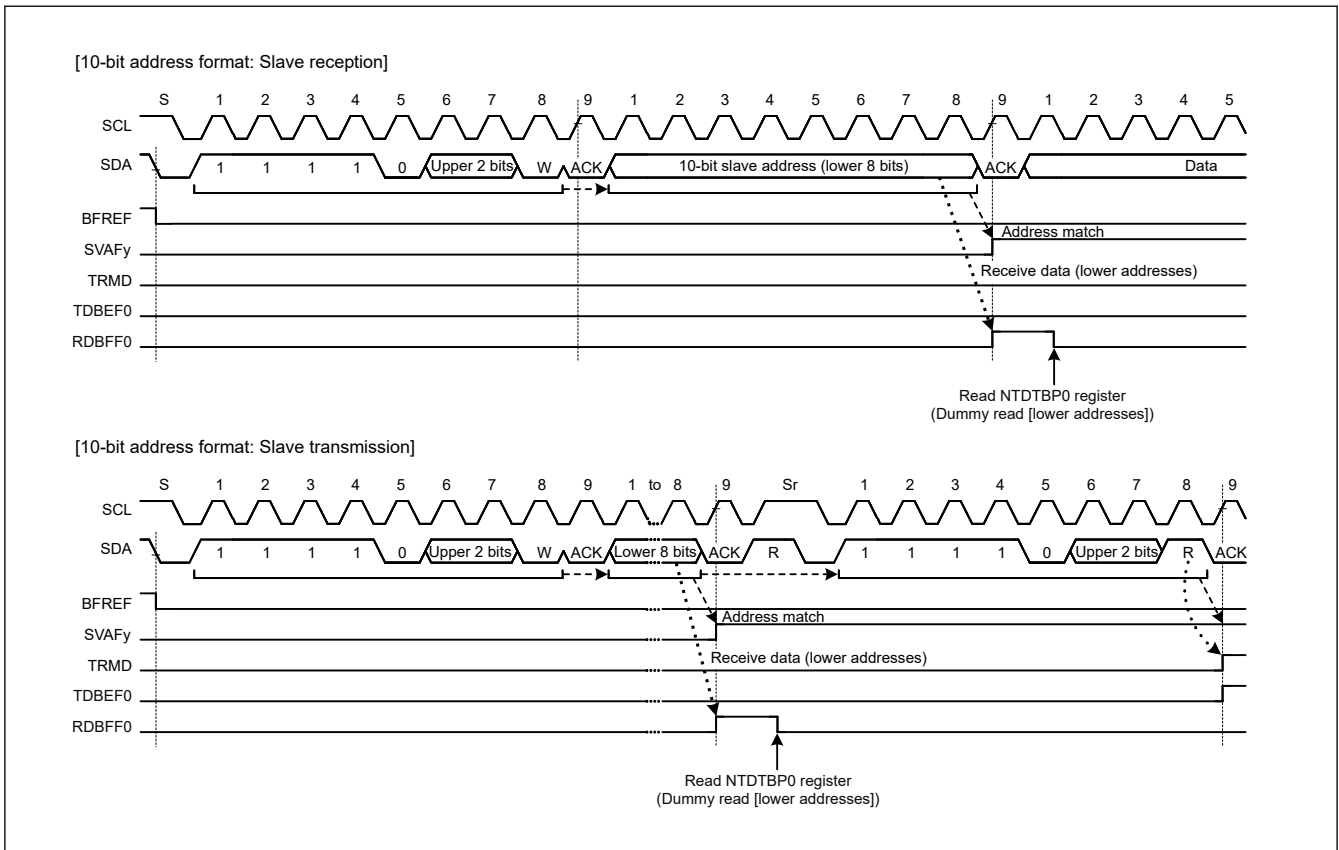 [10-bit address format: Slave reception]
S 1 2 3 4 5 6 7 8 9 1 2 3 4 5 6 7 8 9 1 2 3 4 5
SCL
SDA 1 1 1 1 0 Upper 2 bits W ACK 10-bit slave address (lower 8 bits) ACK Data
BFREF
Address match
SVAFy
Receive data (lower addresses)
TRMD
TDBEF0
RDBFF0
Read NTDTBP0 register
(Dummy read [lower addresses])
[10-bit address format: Slave transmission]
S 1 2 3 4 5 6 7 8 9 1 to 8 9 Sr 1 2 3 4 5 6 7 8 9
SCL
SDA 1 1 1 1 0 Upper 2 bits W ACK Lower 8 bits ACK R 1 1 1 1 0 Upper 2 bits R ACK
BFREF
Address match
SVAFy
Receive data (lower addresses)
TRMD
TDBEF0
RDBFF0
Read NTDTBP0 register
(Dummy read [lower addresses])